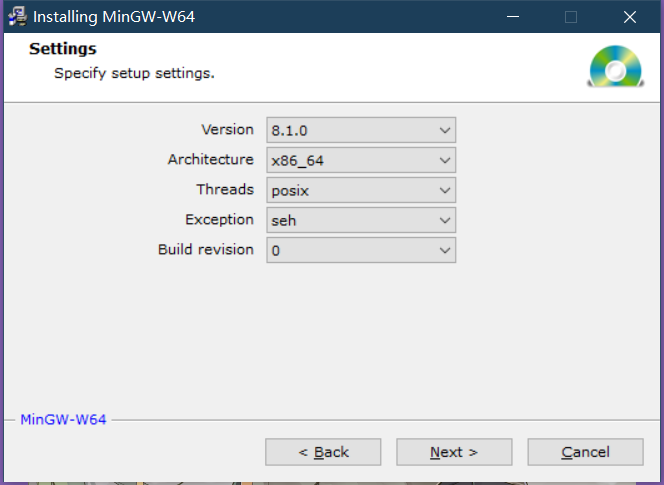 Installing MinGW-W64
Settings
Specify setup settings.
Version 8.1.0
Architecture x86_64
Threads posix
Exception seh
Build revision 0
MinGW-W64
< Back Next > Cancel